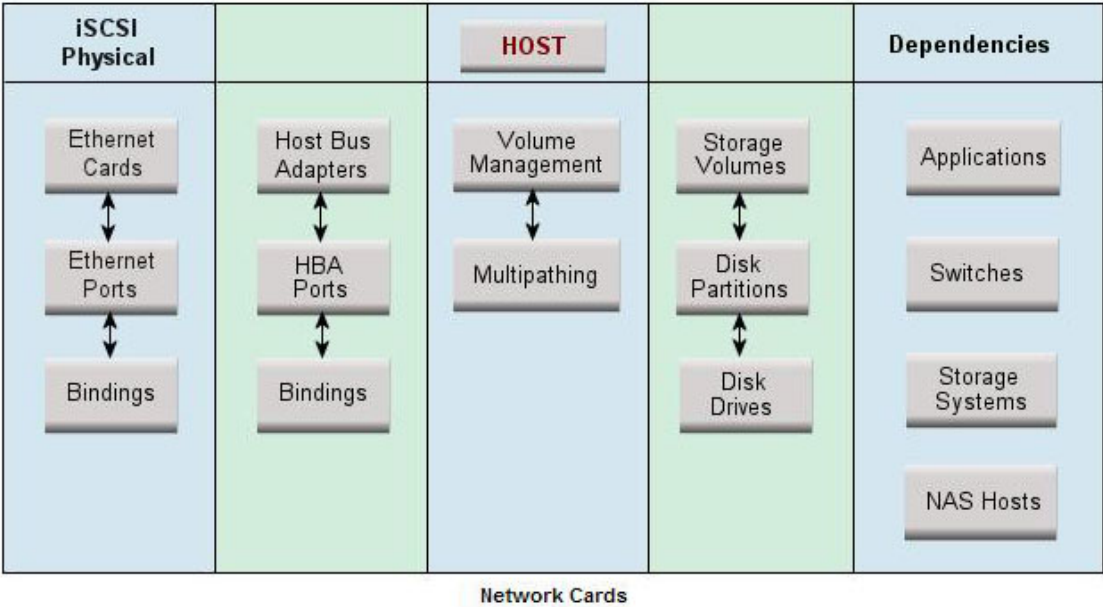 iSCSI
Physical
HOST
Dependencies
Ethernet
Cards
Ethernet
Ports
Bindings
Host Bus
Adapters
HBA
Ports
Bindings
Volume
Management
Multipathing
Storage
Volumes
Disk
Partitions
Disk
Drives
Applications
Switches
Storage
Systems
NAS Hosts
Network Cards